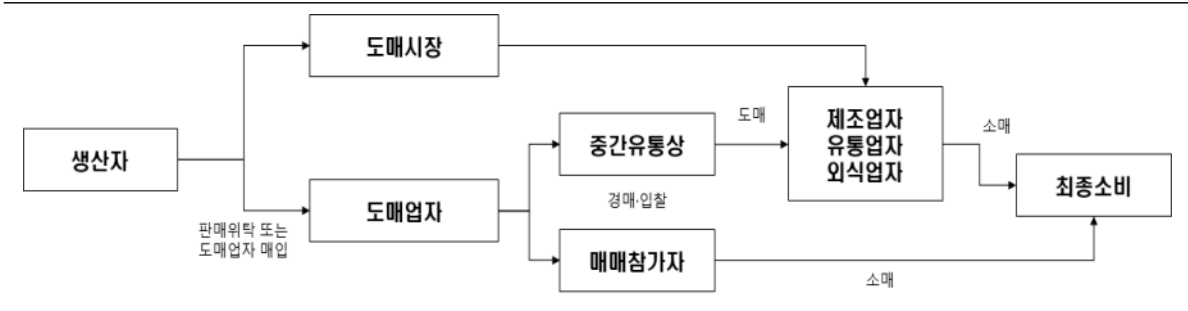 도매시장
생산자
판매위탁 또는
도매업자 매입
도매업자
중간유통상
경매·입찰
매매참가자
도매
제조업자
유통업자
외식업자
소매
소매
최종소비